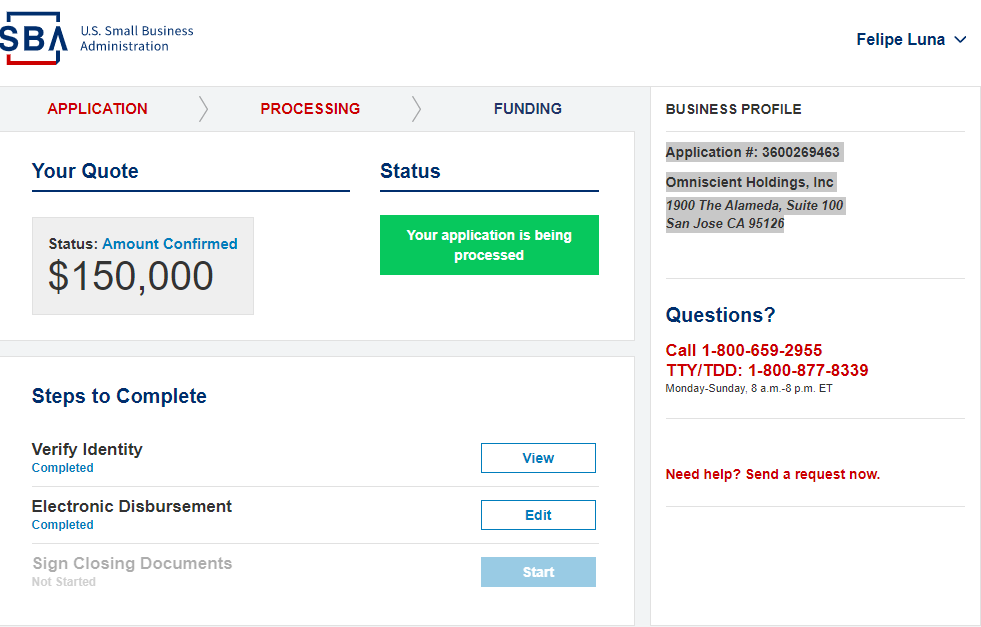 SBA
U.S. Small Business
Administration
Felipe Luna
APPLICATION
PROCESSING
FUNDING
Your Quote
Status: Amount Confirmed
$150,000
Status
Your application is being
processed
Steps to Complete
Verify Identity
Completed
View
Electronic Disbursement
Completed
Edit
Sign Closing Documents
Not Started
Start
BUSINESS PROFILE
Application #: 3600269463
Omniscient Holdings, Inc
1900 The Alameda, Suite 100
San Jose CA 95126
Questions?
Call 1-800-659-2955
TTY/TDD: 1-800-877-8339
Monday-Sunday, 8 a.m.-8 p.m. ET
Need help? Send a request now.